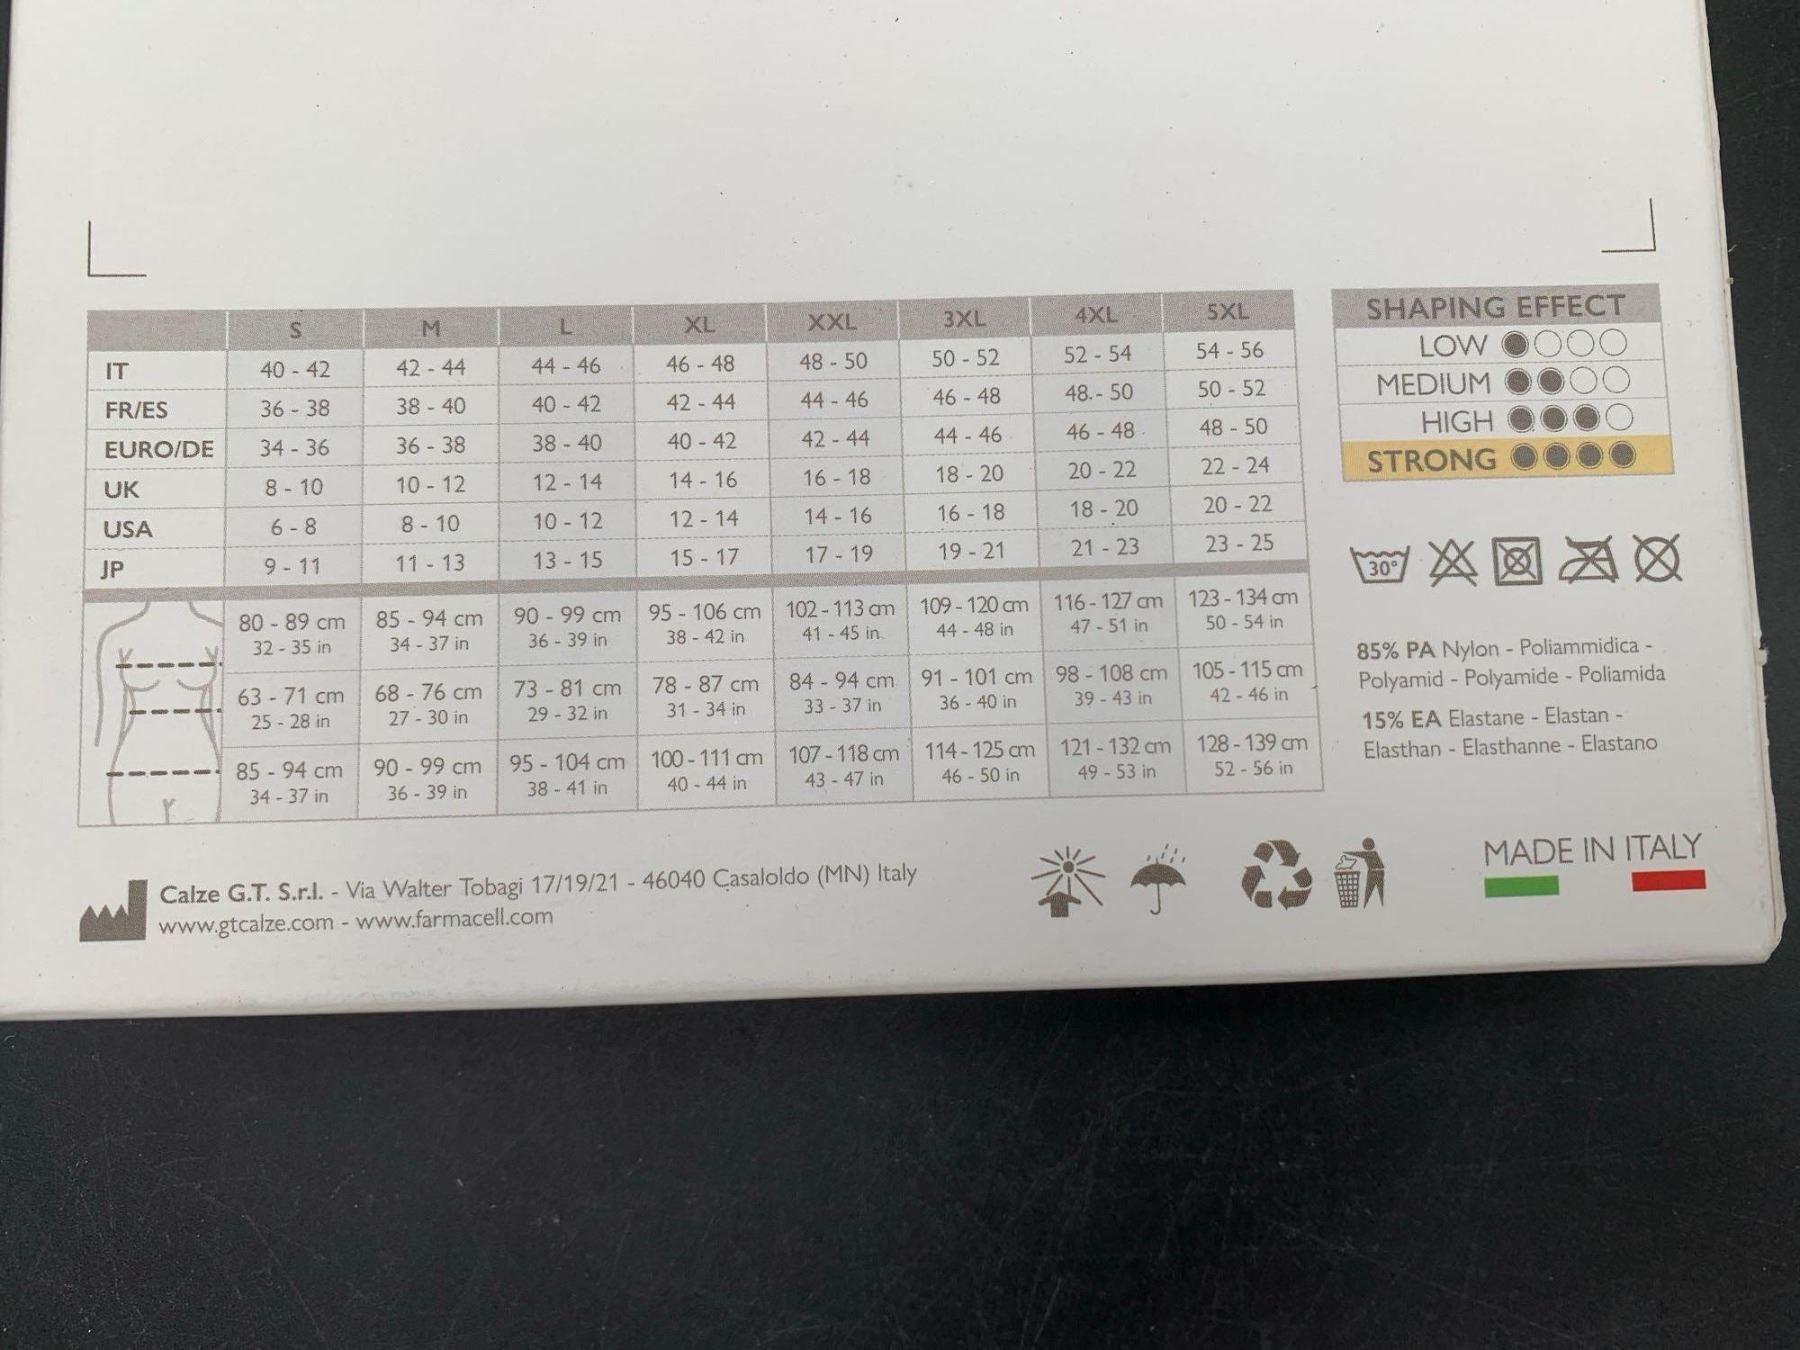 S M L XL XXL 3XL 4XL 5XL
IT 40 - 42 42 - 44 44 - 46 46 - 48 48 - 50 50 - 52 52 - 54 54 - 56
FR/ES 36 - 38 38 - 40 40 - 42 42 - 44 44 - 46 46 - 48 48.- 50 50 - 52
EURO/DE 34 - 36 36 - 38 38 - 40 40 - 42 42 - 44 44 - 46 46 - 48 48 - 50
UK 8 - 10 10 - 12 12 - 14 14 - 16 16 - 18 18 - 20 20 - 22 22 - 24
USA 6 - 8 8 - 10 10 - 12 12 - 14 14 - 16 16 - 18 18 - 20 20 - 22
JP 9 - 11 11 - 13 13 - 15 15 - 17 17 - 19 19 - 21 21 - 23 23 - 25
80 - 89 cm 85 - 94 cm 90 - 99 cm 95 - 106 cm 102 - 113 cm 109 - 120 cm 116 - 127 cm 123 - 134 cm
32 - 35 in 34 - 37 in 36 - 39 in 38 - 42 in 41 - 45 in 44 - 48 in 47 - 51 in 50 - 54 in
63 - 71 cm 68 - 76 cm 73 - 81 cm 78 - 87 cm 84 - 94 cm 91 - 101 cm 98 - 108 cm 105 - 115 cm
25 - 28 in 27 - 30 in 29 - 32 in 31 - 34 in 33 - 37 in 36 - 40 in 39 - 43 in 42 - 46 in
85 - 94 cm 90 - 99 cm 95 - 104 cm 100 - 111 cm 107 - 118 cm 114 - 125 cm 121 - 132 cm 128 - 139 cm
34 - 37 in 36 - 39 in 38 - 41 in 40 - 44 in 43 - 47 in 46 - 50 in 49 - 53 in 52 - 56 in
SHAPING EFFECT
LOW
MEDIUM
HIGH
STRONG
30°
85% PA Nylon - Poliammidica -
Polyamid - Polyamide - Poliamida
15% EA Elastane - Elastan -
Elasthan - Elasthanne - Elastano
Calze G.T. S.r.l. - Via Walter Tobagi 17/19/21 - 46040 Casaloldo (MN) Italy
www.gtcalze.com - www.farmacell.com
MADE IN ITALY